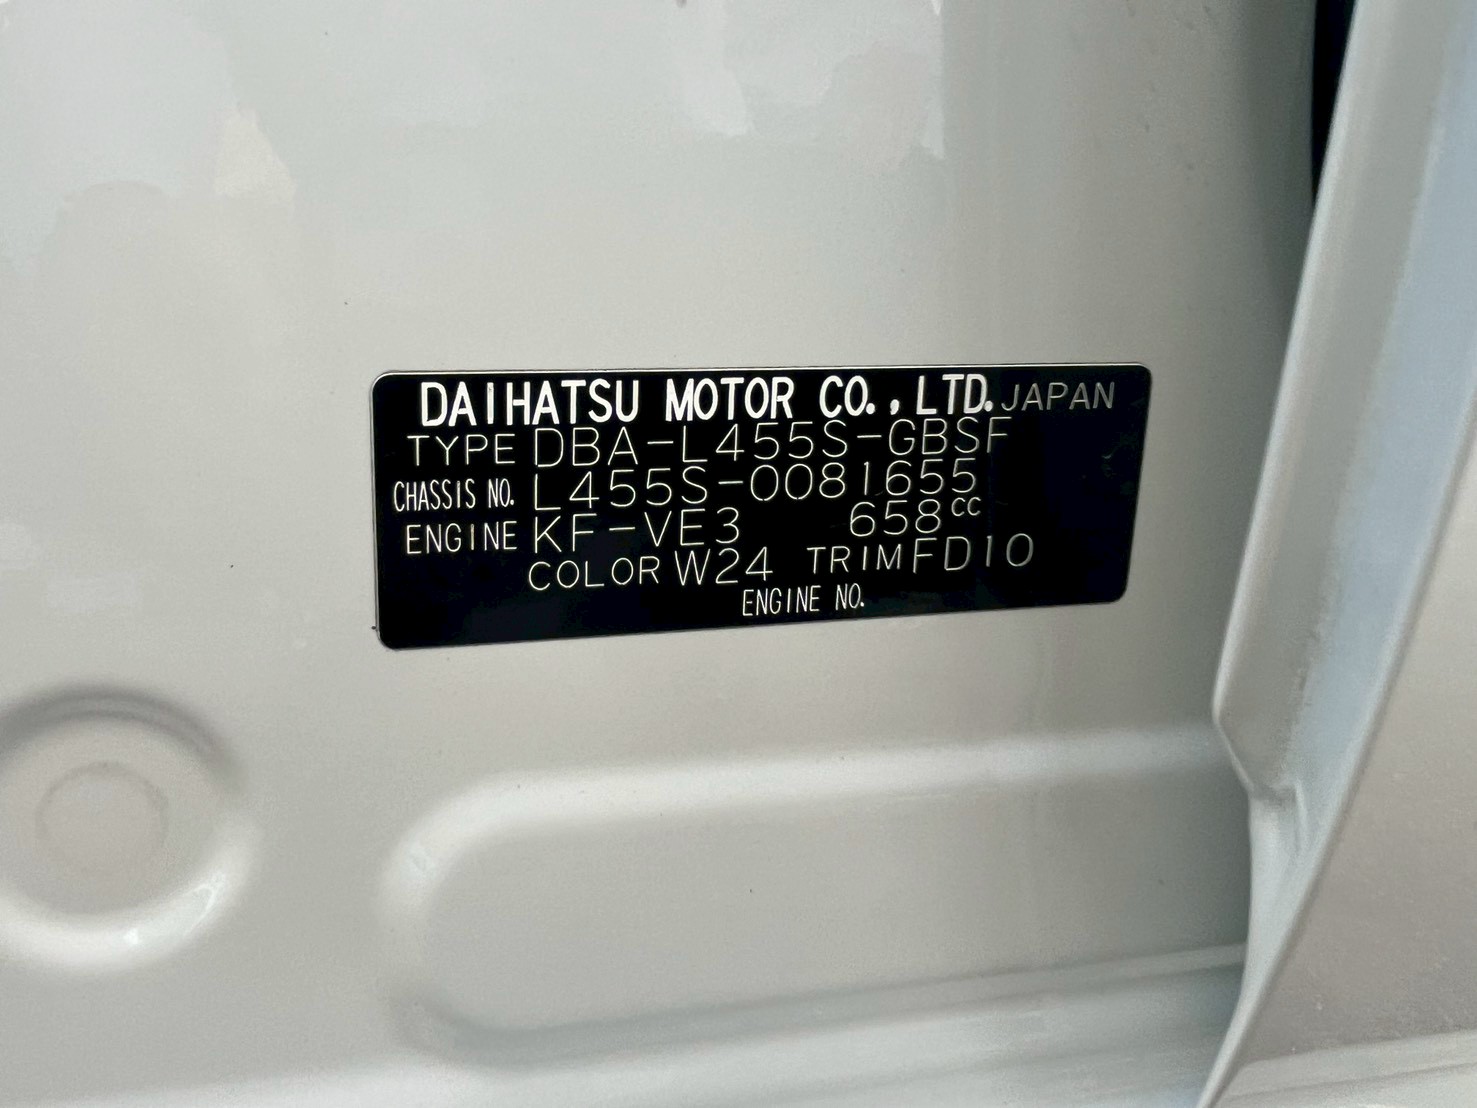 DAIHATSU MOTOR CO., LTD. JAPAN
TYPE DBA-L455S-GBSF
CHASSIS NO. L455S-0081655
ENGINE KF-VE3 658cc
COLOR W24 TRIM FD10
ENGINE NO.